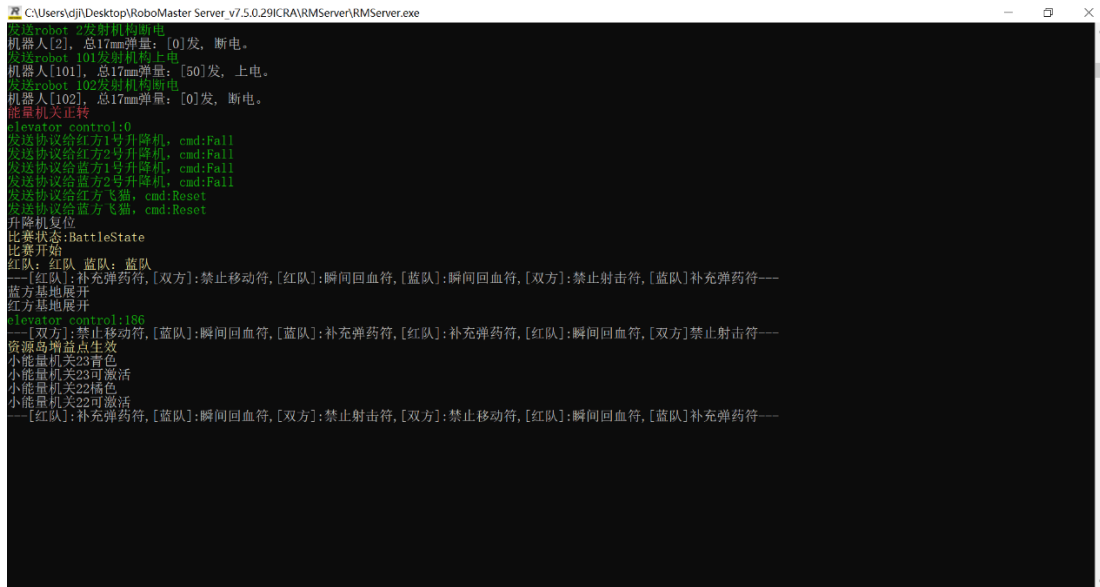 C:\Users\dji\Desktop\RoboMaster Server_v7.5.0.29ICRA\RMServer\RMServer.exe
发送robot 2发射机构断电
机器人[2], 总17mm弹量: [0]发, 断电。
发送robot 101发射机构上电
机器人[101], 总17mm弹量: [50]发, 上电。
发送robot 102发射机构断电
机器人[102], 总17mm弹量: [0]发, 断电。
能量机关正转
elevator control:0
发送协议给红方1号升降机, cmd:Fall
发送协议给红方2号升降机, cmd:Fall
发送协议给蓝方1号升降机, cmd:Fall
发送协议给蓝方2号升降机, cmd:Fall
发送协议给红方飞猫, cmd:Reset
发送协议给蓝方飞猫, cmd:Reset
升降机复位
比赛状态:BattleState
比赛开始
红队: 红队 蓝队: 蓝队
---[红队]:补充弹药符,[双方]:禁止移动符,[红队]:瞬间回血符,[蓝队]:瞬间回血符,[双方]:禁止射击符,[蓝队]补充弹药符---
蓝方基地展开
红方基地展开
elevator control:186
---[双方]:禁止移动符,[蓝队]:瞬间回血符,[蓝队]:补充弹药符,[红队]:补充弹药符,[红队]:瞬间回血符,[双方]禁止射击符---
资源岛增益点生效
小能量机关23青色
小能量机关23可激活
小能量机关22橘色
小能量机关22可激活
---[红队]:补充弹药符,[蓝队]:瞬间回血符,[双方]:禁止射击符,[双方]:禁止移动符,[红队]:瞬间回血符,[蓝队]补充弹药符---